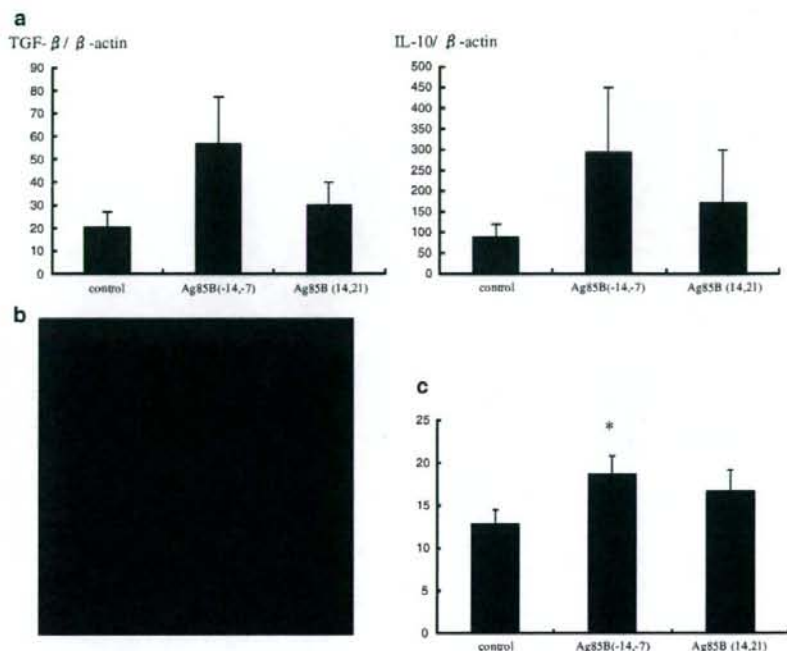 a
TGF- β / β -actin
90
80
70
60
50
40
30
20
10
0
control
Ag85B(-14,-7)
Ag85B (14,21)
IL-10/ β -actin
500
450
400
350
300
250
200
150
100
50
0
control
Ag85B(-14,-7)
Ag85B (14,21)
b
c
25
20
15
10
5
0
*
control
Ag85B(-14,-7)
Ag85B (14,21)